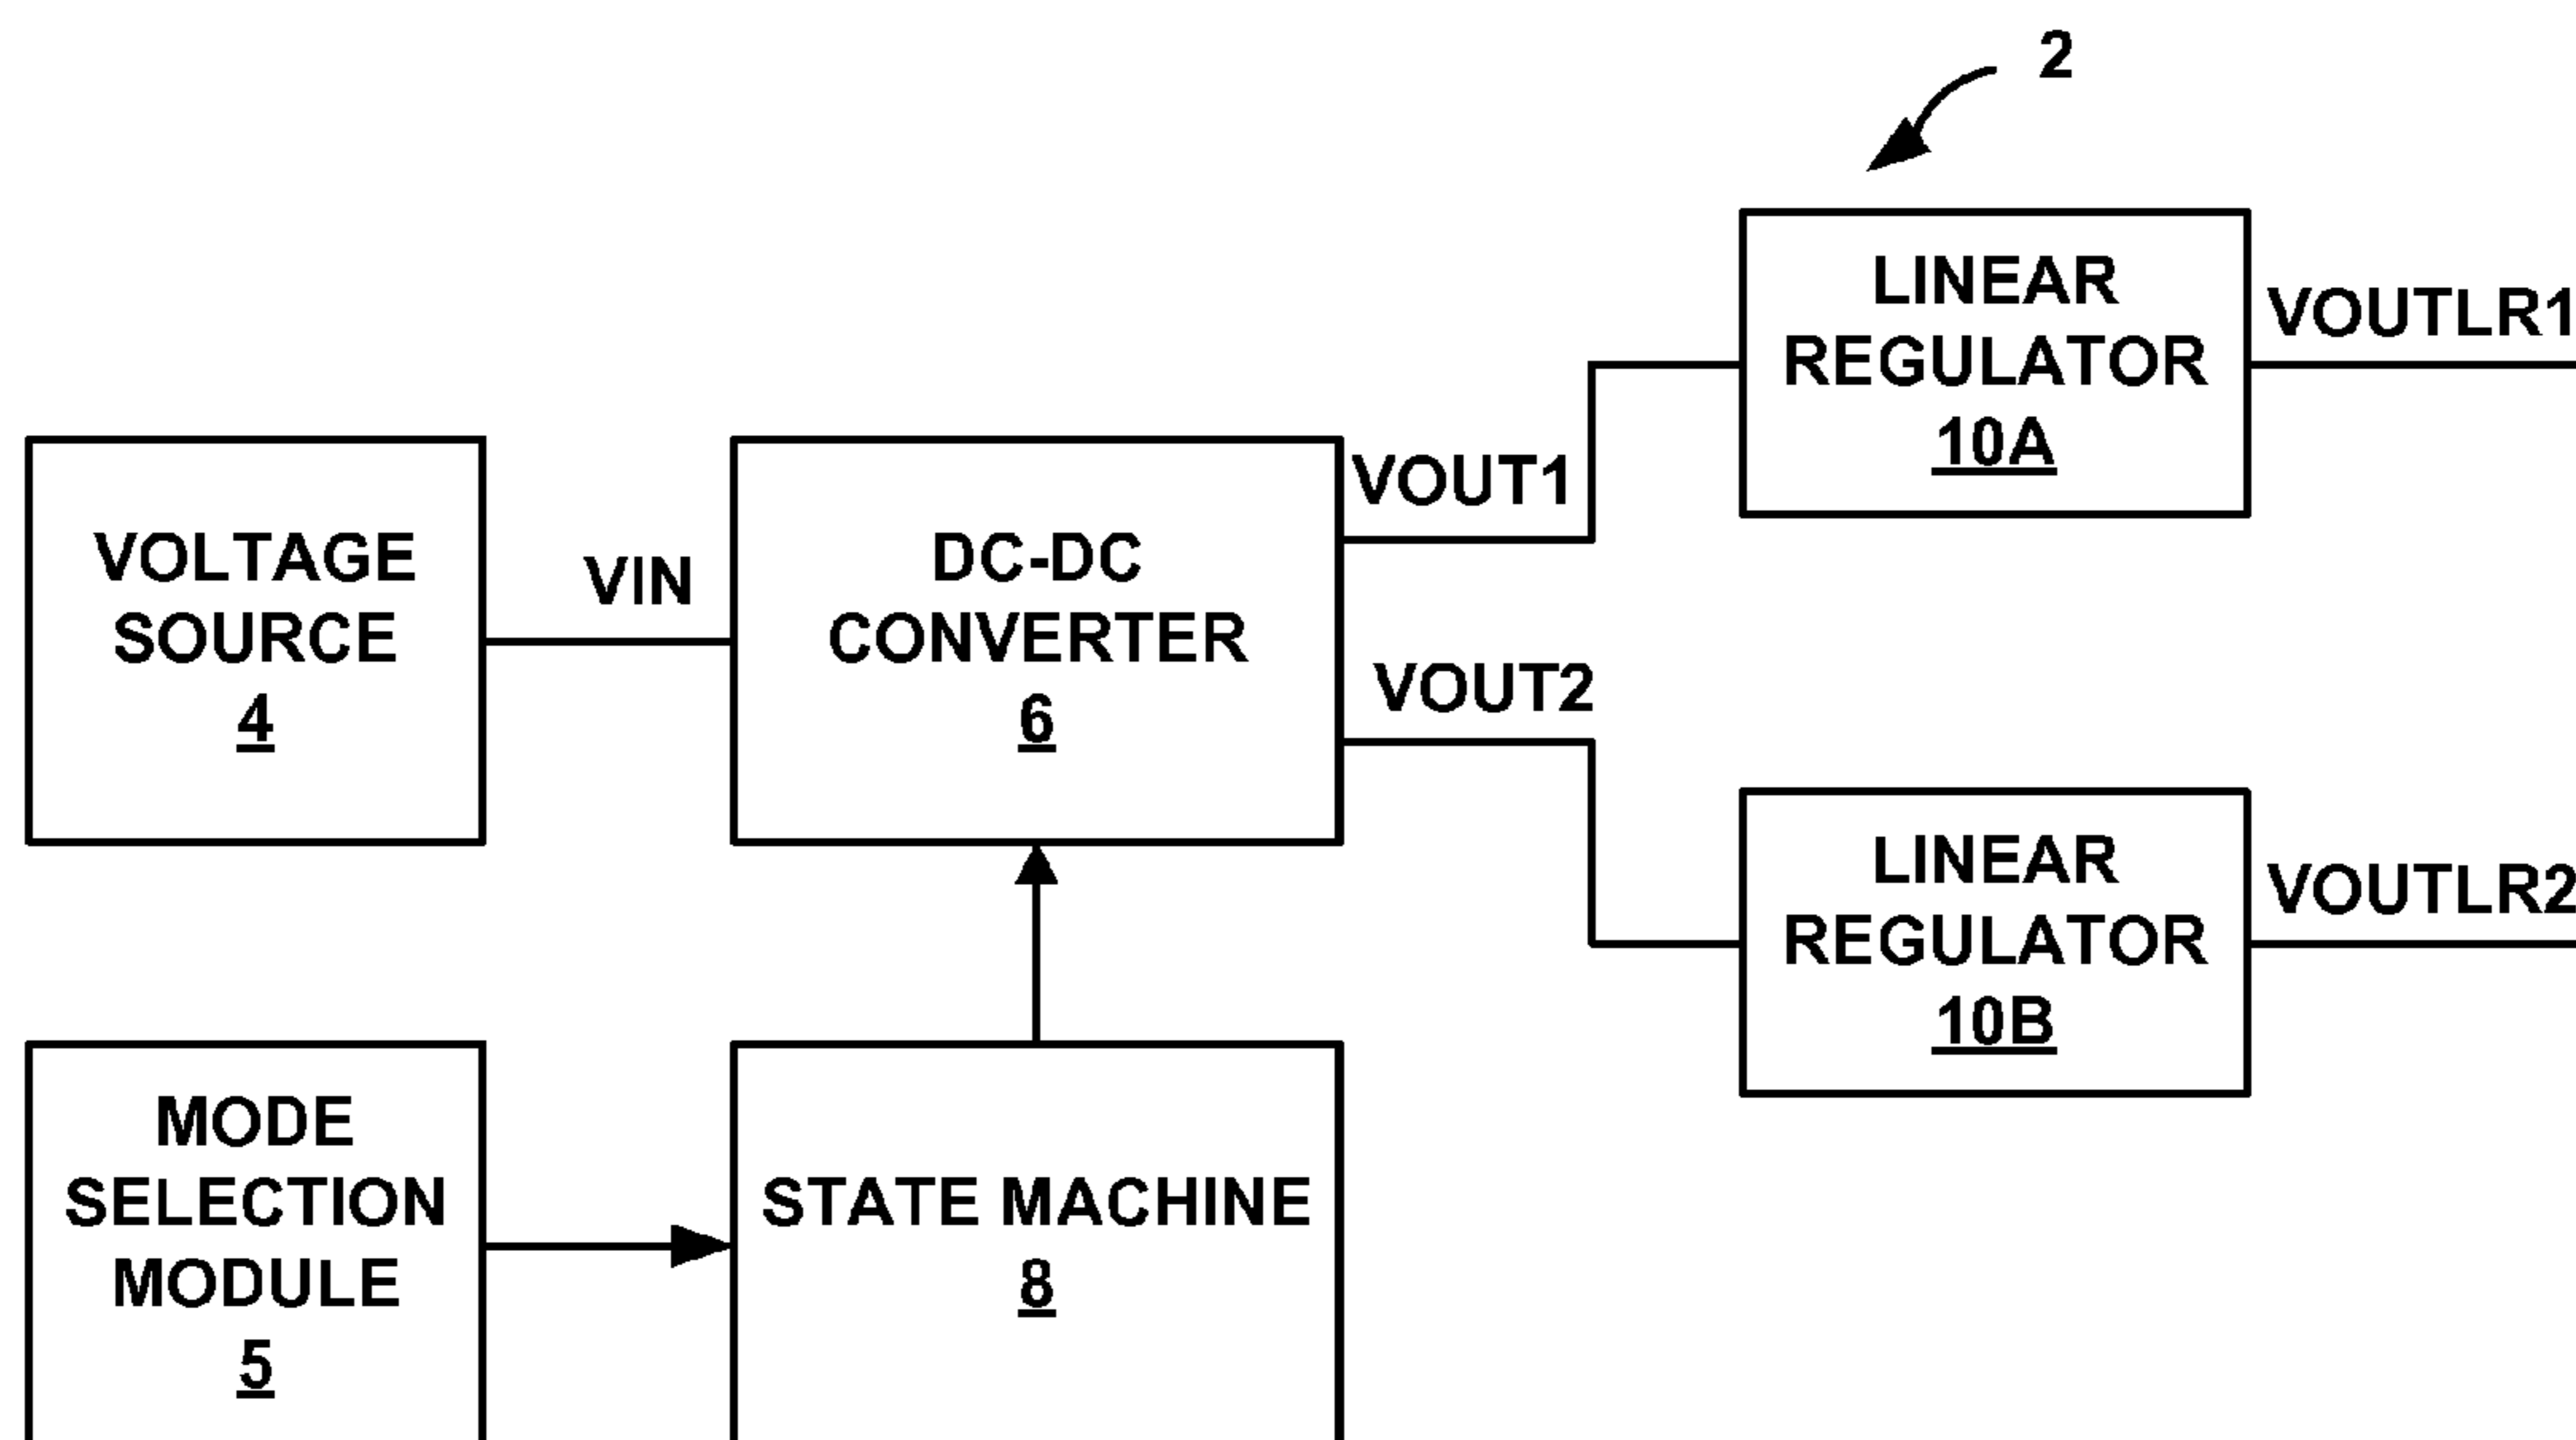 2
LINEAR
REGULATOR
10A
VOUTLR1
VOLTAGE
SOURCE
4
VIN
DC-DC
CONVERTER
6
VOUT1
VOUT2
LINEAR
REGULATOR
10B
VOUTLR2
MODE
SELECTION
MODULE
5
STATE MACHINE
8